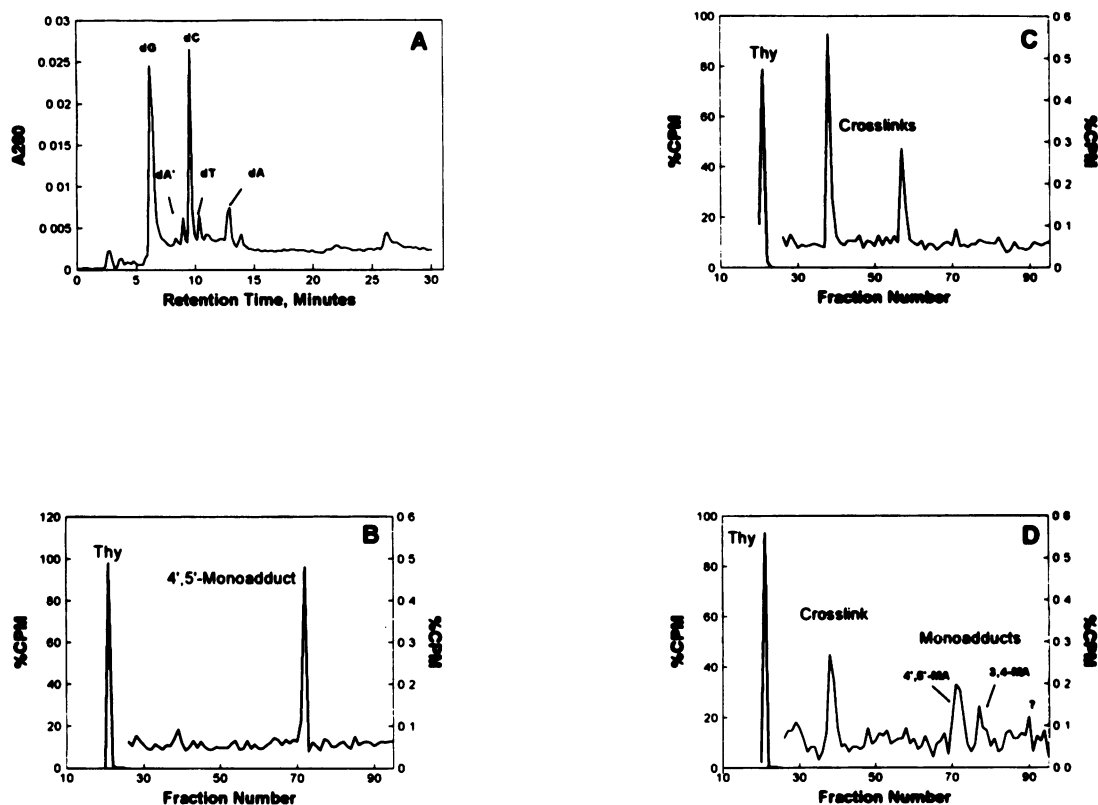 A
0 03
0.025
0 02
0.015
0 01
0 005
0
A260
dG
dC
dA'
dT
dA
0 5 10 15 20 25 30
Retention Time, Minutes
C
100
80
60
40
20
0
%CPM
Thy
Crosslinks
0 6
0 5
0 4
0 3
0 2
0 1
0
%CPM
10 30 50 70 90
Fraction Number
B
120
100
80
60
40
20
0
%CPM
Thy
4',5'-Monoadduct
0 6
0 5
0 4
0 3
0 2
0 1
0
%CPM
10 30 50 70 90
Fraction Number
D
100
80
60
40
20
0
%CPM
Thy
Crosslink
Monoadducts
4',5'-MA
3,4-MA
?
0 6
0 5
0 4
0 3
0 2
0 1
0 0
%CPM
10 30 50 70 90
Fraction Number